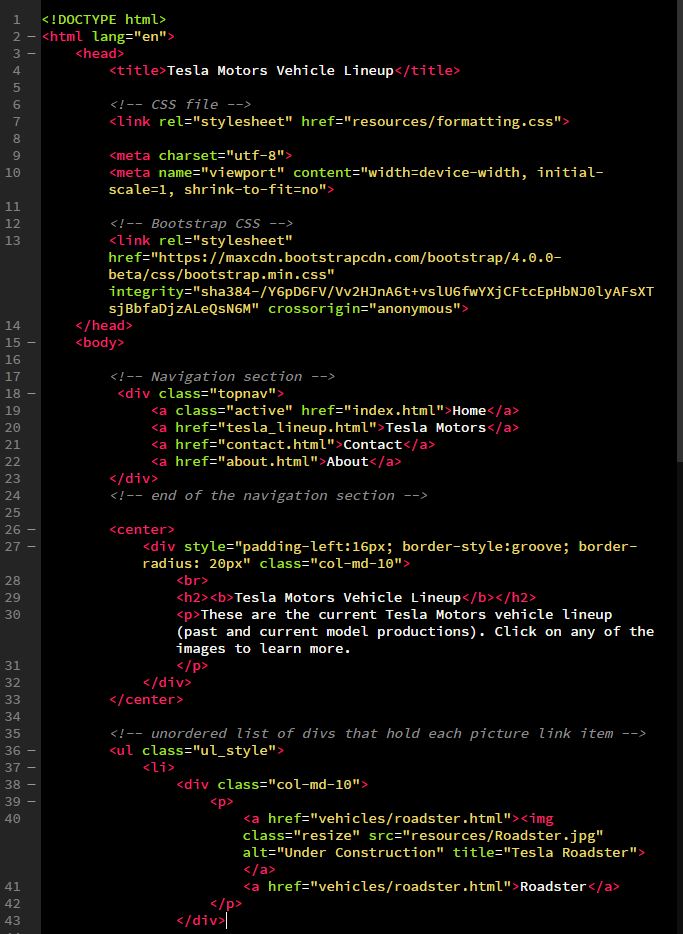 1 <!DOCTYPE html>
2 – <html lang="en">
3 – <head>
4 <title>Tesla Motors Vehicle Lineup</title>
5
6 <!-- CSS file -->
7 <link rel="stylesheet" href="resources/formatting.css">
8
9 <meta charset="utf-8">
10 <meta name="viewport" content="width=device-width, initial-
scale=1, shrink-to-fit=no">
11
12 <!-- Bootstrap CSS -->
13 <link rel="stylesheet"
href="https://maxcdn.bootstrapcdn.com/bootstrap/4.0.0-
beta/css/bootstrap.min.css"
integrity="sha384-/Y6pD6FV/Vv2HJnA6t+vslU6fwYXjCFtcEpHbNJ0lyAFsXT
sjBbfaDjzALeQsN6M" crossorigin="anonymous">
14 </head>
15 – <body>
16
17 <!-- Navigation section -->
18 – <div class="topnav">
19 <a class="active" href="index.html">Home</a>
20 <a href="tesla_lineup.html">Tesla Motors</a>
21 <a href="contact.html">Contact</a>
22 <a href="about.html">About</a>
23 </div>
24 <!-- end of the navigation section -->
25
26 – <center>
27 – <div style="padding-left:16px; border-style:groove; border-
radius: 20px" class="col-md-10">
28 <br>
29 <h2><b>Tesla Motors Vehicle Lineup</b></h2>
30 <p>These are the current Tesla Motors vehicle lineup
(past and current model productions). Click on any of the
images to learn more.
31 </p>
32 </div>
33 </center>
34
35 <!-- unordered list of divs that hold each picture link item -->
36 – <ul class="ul_style">
37 – <li>
38 – <div class="col-md-10">
39 – <p>
40 <a href="vehicles/roadster.html"><img
class="resize" src="resources/Roadster.jpg"
alt="Under Construction" title="Tesla Roadster">
</a>
41 <a href="vehicles/roadster.html">Roadster</a>
42 </p>
43 </div>